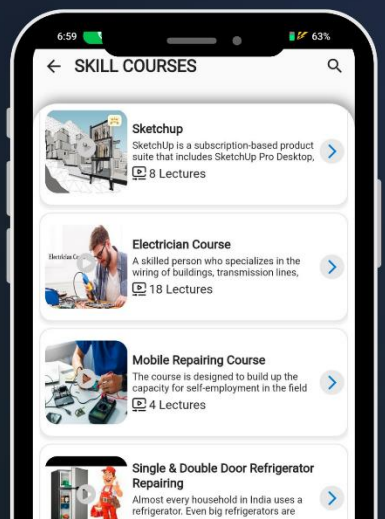 6:59
63%
SKILL COURSES
Sketchup
SketchUp is a subscription-based product
suite that includes SketchUp Pro Desktop,
8 Lectures
Electrician Course
Electrician Co
A skilled person who specializes in the
wiring of buildings, transmission lines,
18 Lectures
Mobile Repairing Course
The course is designed to build up the
capacity for self-employment in the field
4 Lectures
Single & Double Door Refrigerator
Repairing
Almost every household in India uses a
refrigerator. Even big refrigerators are